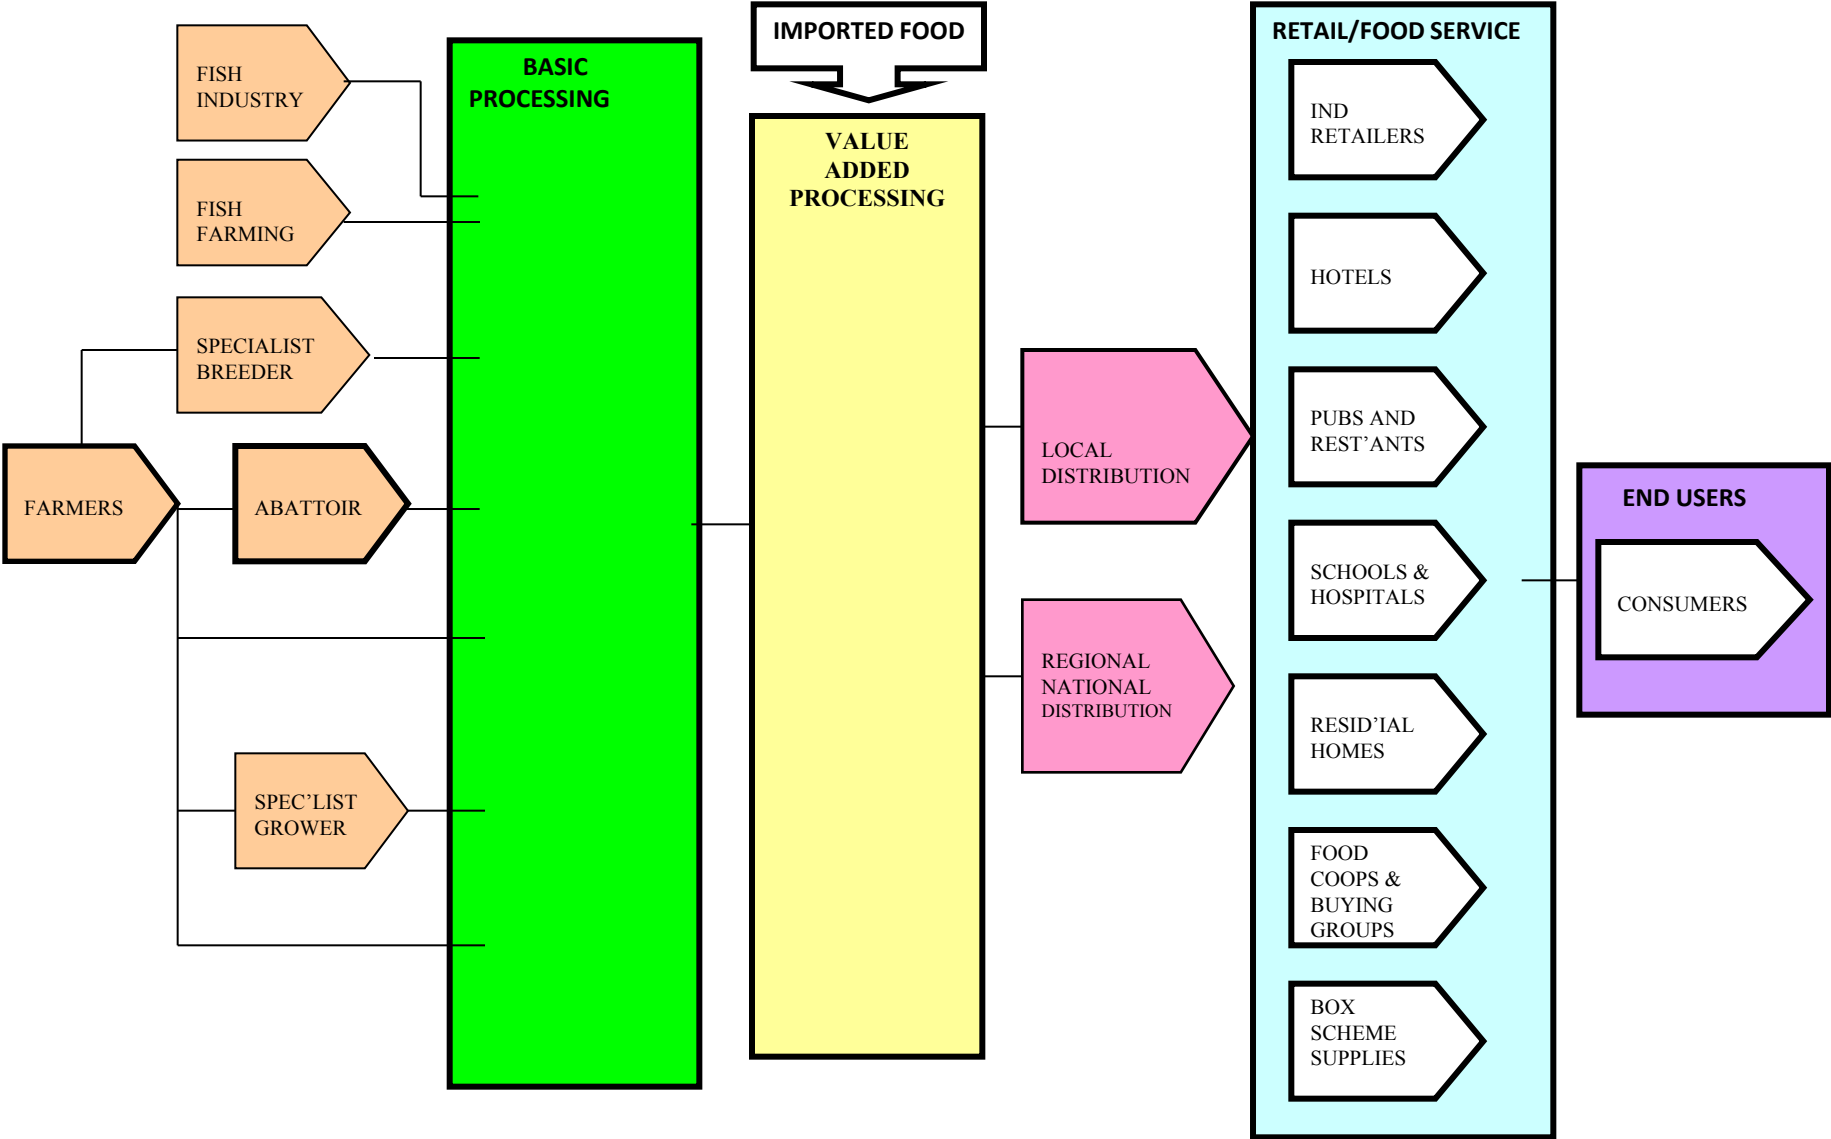 FISH
INDUSTRY
FISH
FARMING
SPECIALIST
BREEDER
FARMERS
ABATTOIR
SPEC’LIST
GROWER
BASIC
PROCESSING
IMPORTED FOOD
VALUE
ADDED
PROCESSING
LOCAL
DISTRIBUTION
REGIONAL
NATIONAL
DISTRIBUTION
RETAIL/FOOD SERVICE
IND
RETAILERS
HOTELS
PUBS AND
REST’ANTS
SCHOOLS &
HOSPITALS
RESID’IAL
HOMES
FOOD
COOPS &
BUYING
GROUPS
BOX
SCHEME
SUPPLIES
END USERS
CONSUMERS